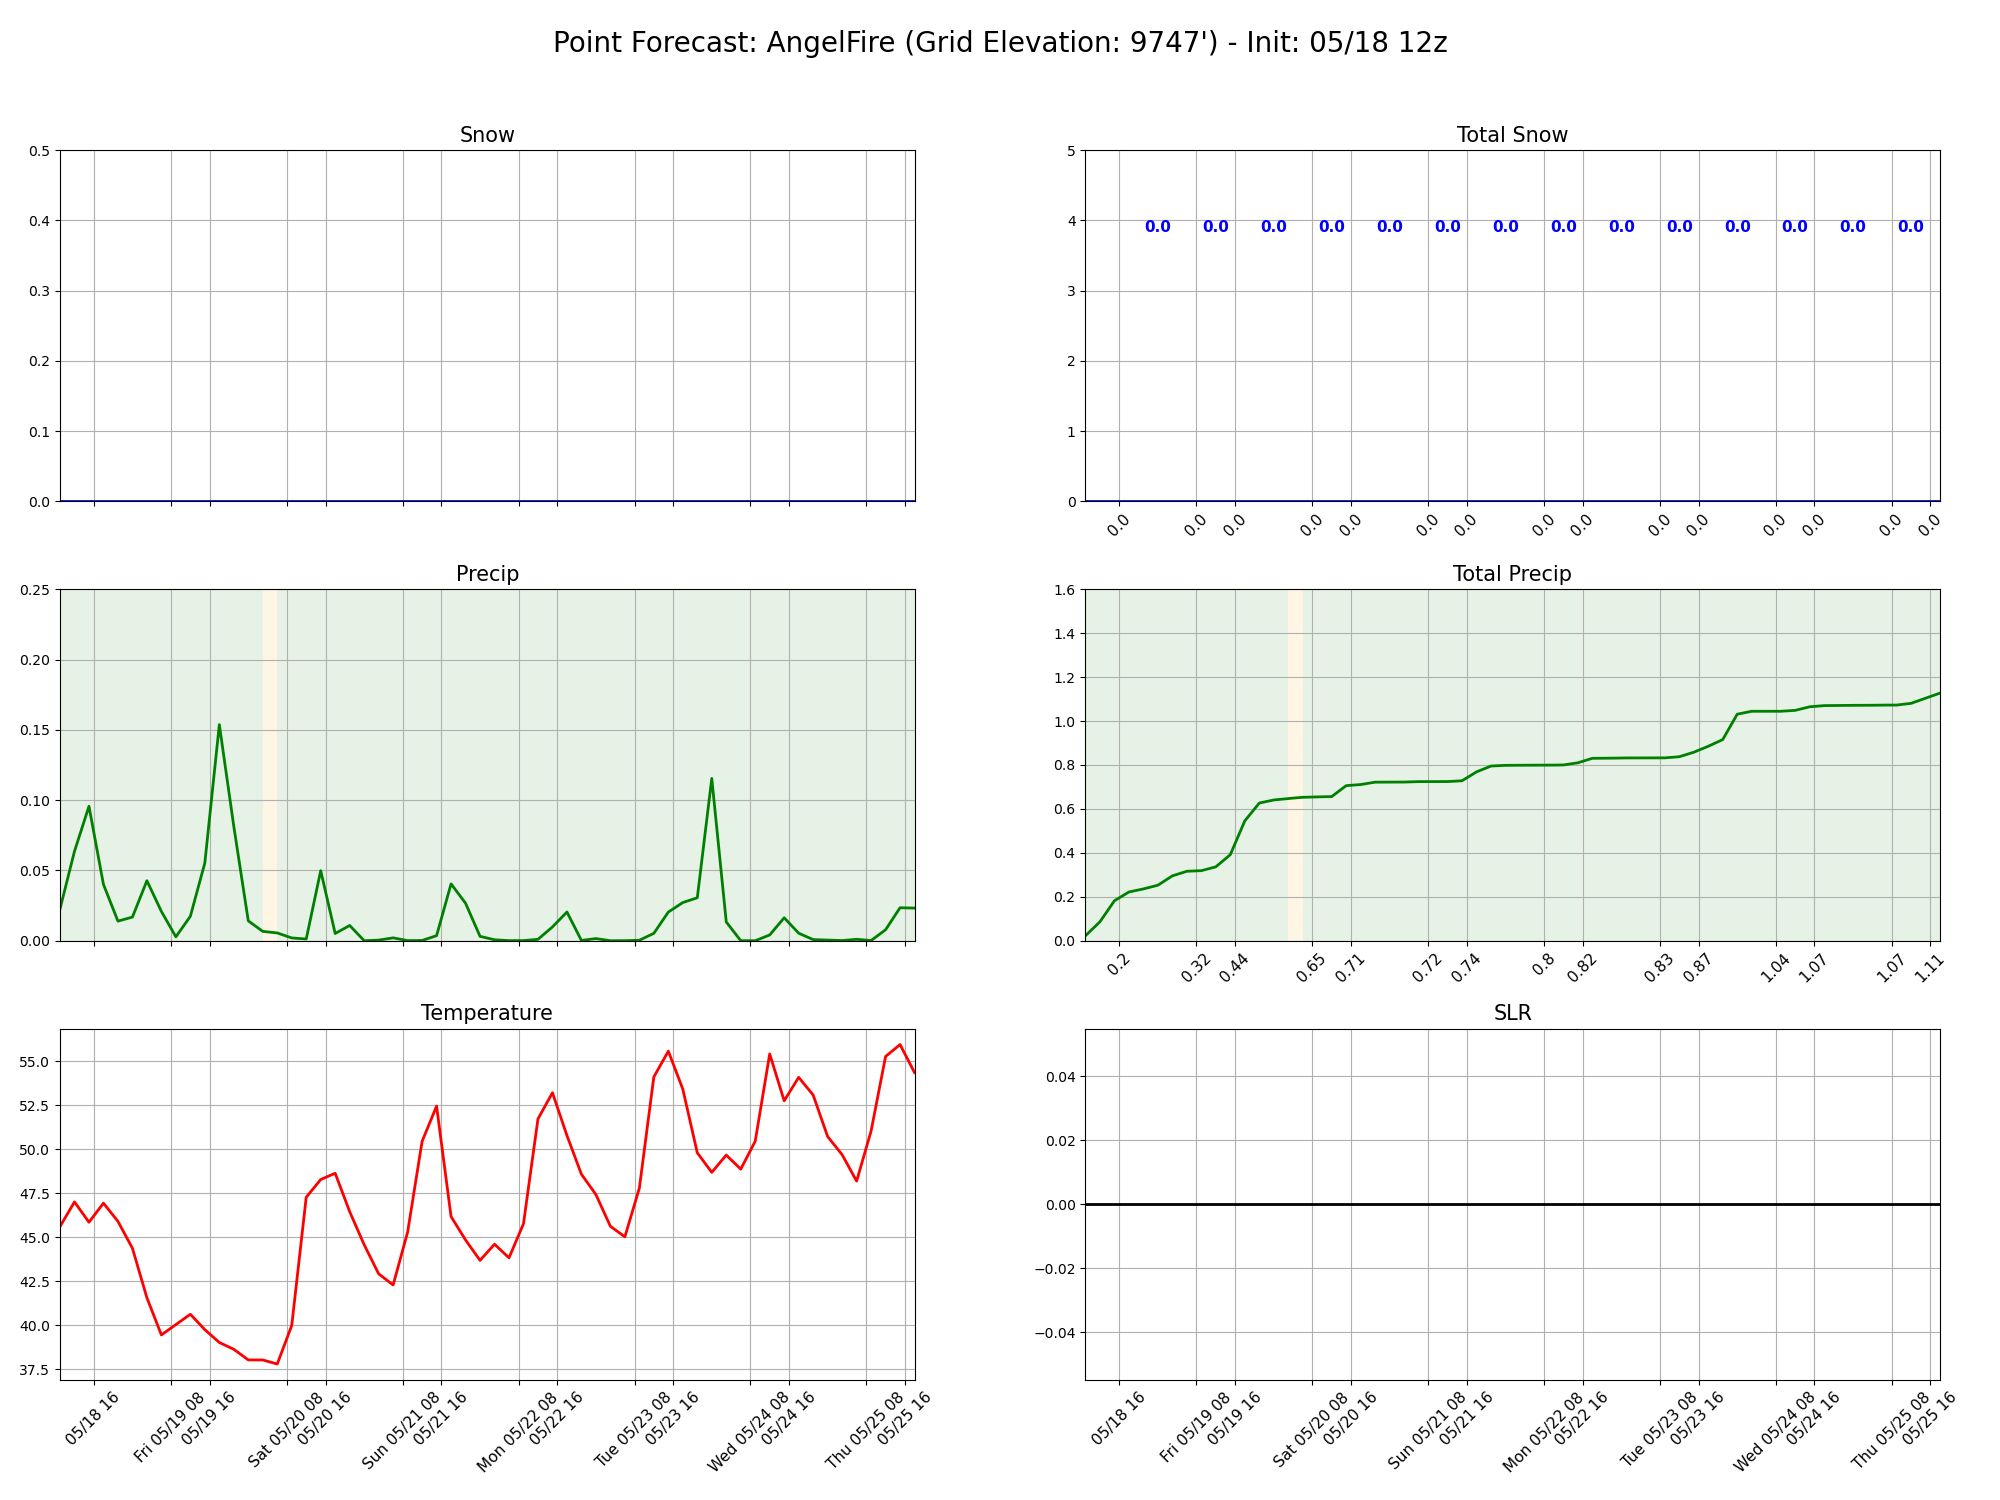 Point Forecast: AngelFire (Grid Elevation: 9747') - Init: 05/18 12z
Snow
0.5
0.4
0.3
0.2
0.1
0.0
Total Snow
5
4
3
2
1
0
0.0 0.0 0.0 0.0 0.0 0.0 0.0 0.0 0.0 0.0 0.0 0.0 0.0 0.0
0.0 0.0 0.0 0.0 0.0 0.0 0.0 0.0 0.0 0.0 0.0 0.0 0.0 0.0 0.0
Precip
0.25
0.20
0.15
0.10
0.05
0.00
Total Precip
1.6
1.4
1.2
1.0
0.8
0.6
0.4
0.2
0.0
0.2 0.32 0.44 0.65 0.71 0.72 0.74 0.8 0.82 0.83 0.87 1.04 1.07 1.07 1.11
Temperature
55.0
52.5
50.0
47.5
45.0
42.5
40.0
37.5
05/18 16
Fri 05/19 08
05/19 16
Sat 05/20 08
05/20 16
Sun 05/21 08
05/21 16
Mon 05/22 08
05/22 16
Tue 05/23 08
05/23 16
Wed 05/24 08
05/24 16
Thu 05/25 08
05/25 16
SLR
0.04
0.02
0.00
−0.02
−0.04
05/18 16
Fri 05/19 08
05/19 16
Sat 05/20 08
05/20 16
Sun 05/21 08
05/21 16
Mon 05/22 08
05/22 16
Tue 05/23 08
05/23 16
Wed 05/24 08
05/24 16
Thu 05/25 08
05/25 16